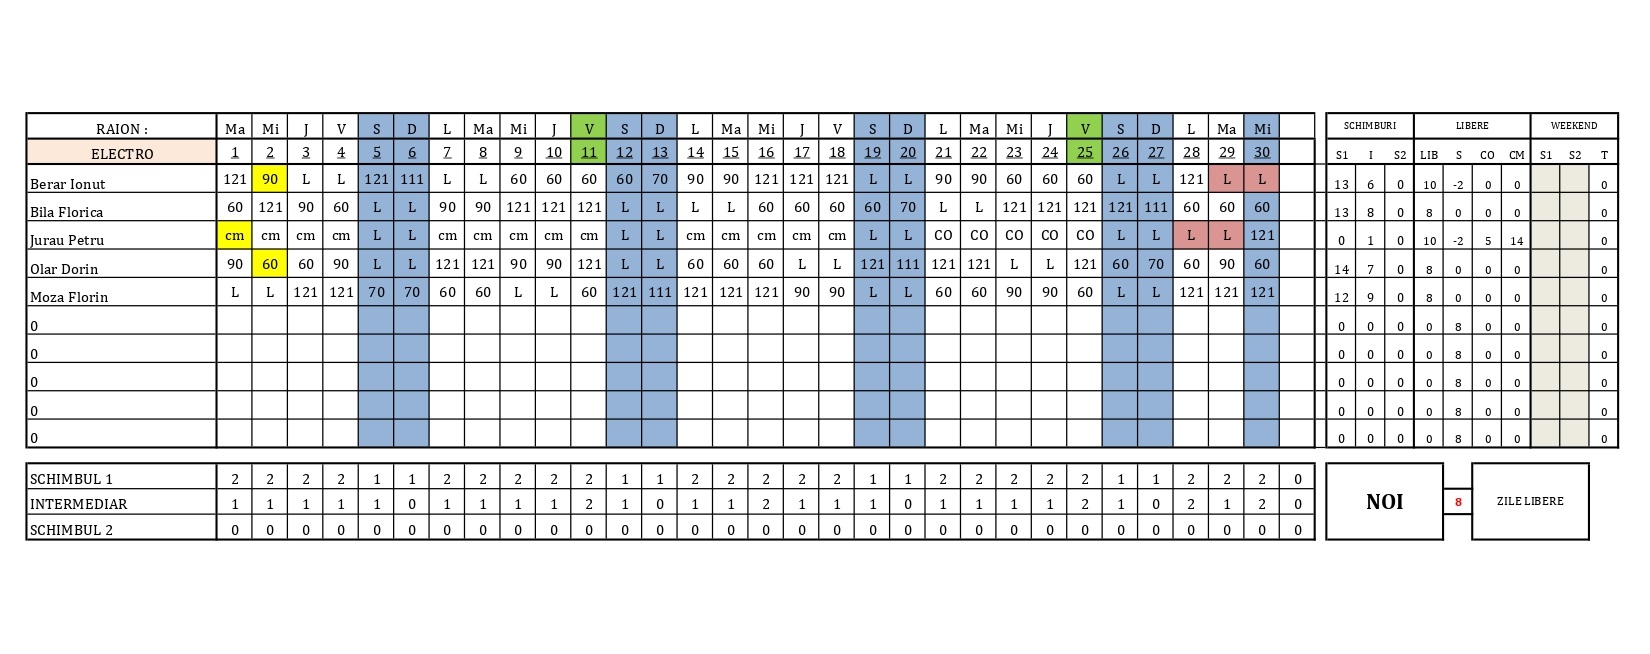 RAION : Ma Mi J V S D L Ma Mi J V S D L Ma Mi J V S D L Ma Mi J V S D L Ma Mi SCHIMBURI LIBERE WEEKEND
ELECTRO 1 2 3 4 5 6 7 8 9 10 11 12 13 14 15 16 17 18 19 20 21 22 23 24 25 26 27 28 29 30 S1 I S2 LIB S CO CM S1 S2 T
Berar Ionut 121 90 L L 121 111 L L 60 60 60 60 70 90 90 121 121 121 L L 90 90 60 60 60 L L 121 L L 13 6 0 10 -2 0 0 0
Bila Florica 60 121 90 60 L L 90 90 121 121 121 L L L L 60 60 60 60 70 L L 121 121 121 121 111 60 60 60 13 8 0 8 0 0 0 0
Jurau Petru cm cm cm cm L L cm cm cm cm cm L L cm cm cm cm cm L L CO CO CO CO CO L L L L 121 0 1 0 10 -2 5 14 0
Olar Dorin 90 60 60 90 L L 121 121 90 90 121 L L 60 60 60 L L 121 111 121 121 L L 121 60 70 60 90 60 14 7 0 8 0 0 0 0
Moza Florin L L 121 121 70 70 60 60 L L 60 121 111 121 121 121 90 90 L L 60 60 90 90 60 L L 121 121 121 12 9 0 8 0 0 0 0
0 0 0 0 0 8 0 0 0
0 0 0 0 0 8 0 0 0
0 0 0 0 0 8 0 0 0
0 0 0 0 0 8 0 0 0
0 0 0 0 0 8 0 0 0
SCHIMBUL 1 2 2 2 2 1 1 2 2 2 2 2 1 1 2 2 2 2 2 1 1 2 2 2 2 2 1 1 2 2 2 0
INTERMEDIAR 1 1 1 1 1 0 1 1 1 1 2 1 0 1 1 2 1 1 1 0 1 1 1 1 2 1 0 2 1 2 0
SCHIMBUL 2 0 0 0 0 0 0 0 0 0 0 0 0 0 0 0 0 0 0 0 0 0 0 0 0 0 0 0 0 0 0 0
NOI 8 ZILE LIBERE